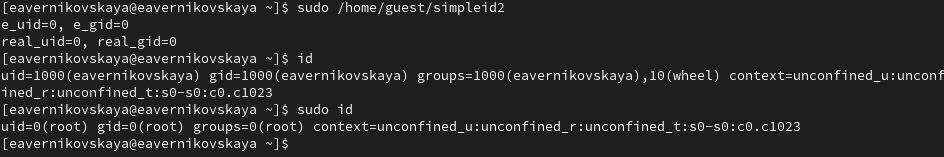 [eavernikovskaya@eavernikovskaya ~]$ sudo /home/guest/simpleid2
e_uid=0, e_gid=0
real_uid=0, real_gid=0
[eavernikovskaya@eavernikovskaya ~]$ id
uid=1000(eavernikovskaya) gid=1000(eavernikovskaya) groups=1000(eavernikovskaya),10(wheel) context=unconfined_u:unconf
ined_r:unconfined_t:s0-s0:c0.c1023
[eavernikovskaya@eavernikovskaya ~]$ sudo id
uid=0(root) gid=0(root) groups=0(root) context=unconfined_u:unconfined_r:unconfined_t:s0-s0:c0.c1023
[eavernikovskaya@eavernikovskaya ~]$